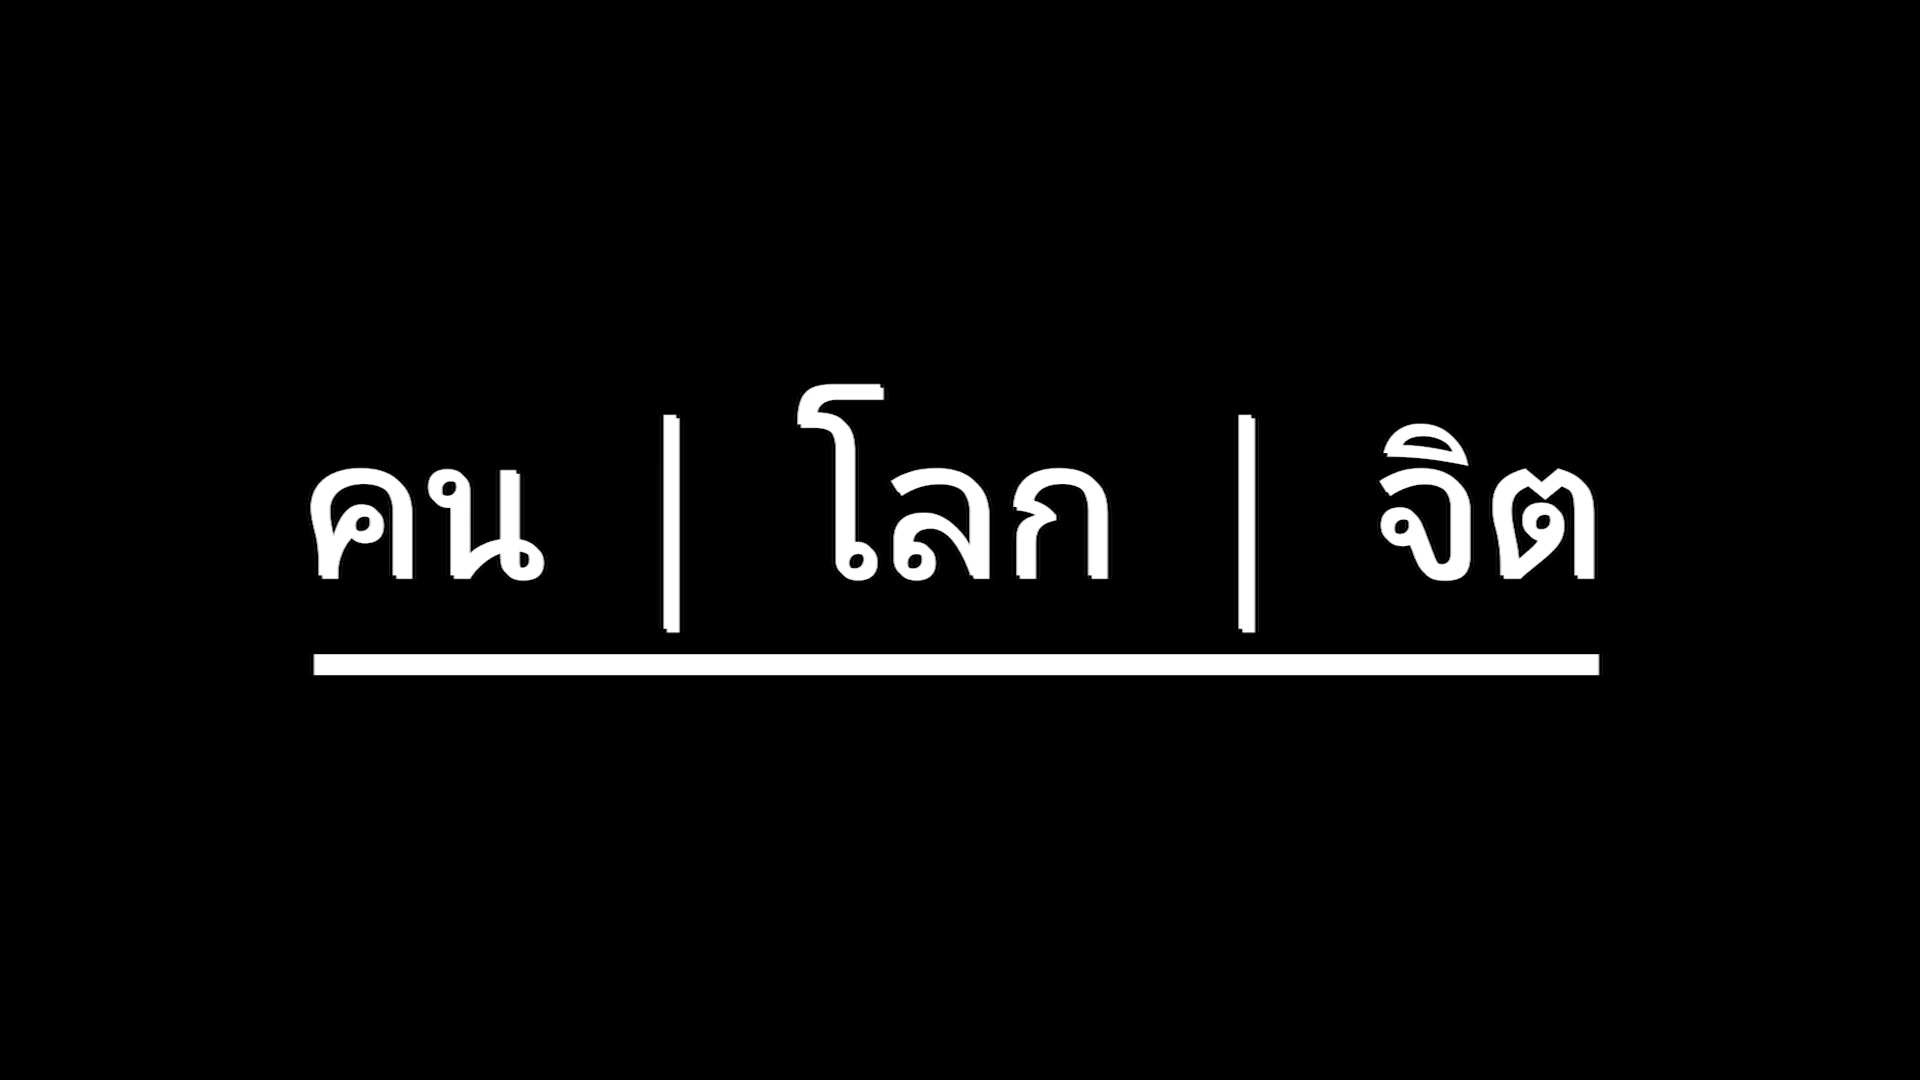 คน | โลก | จิต